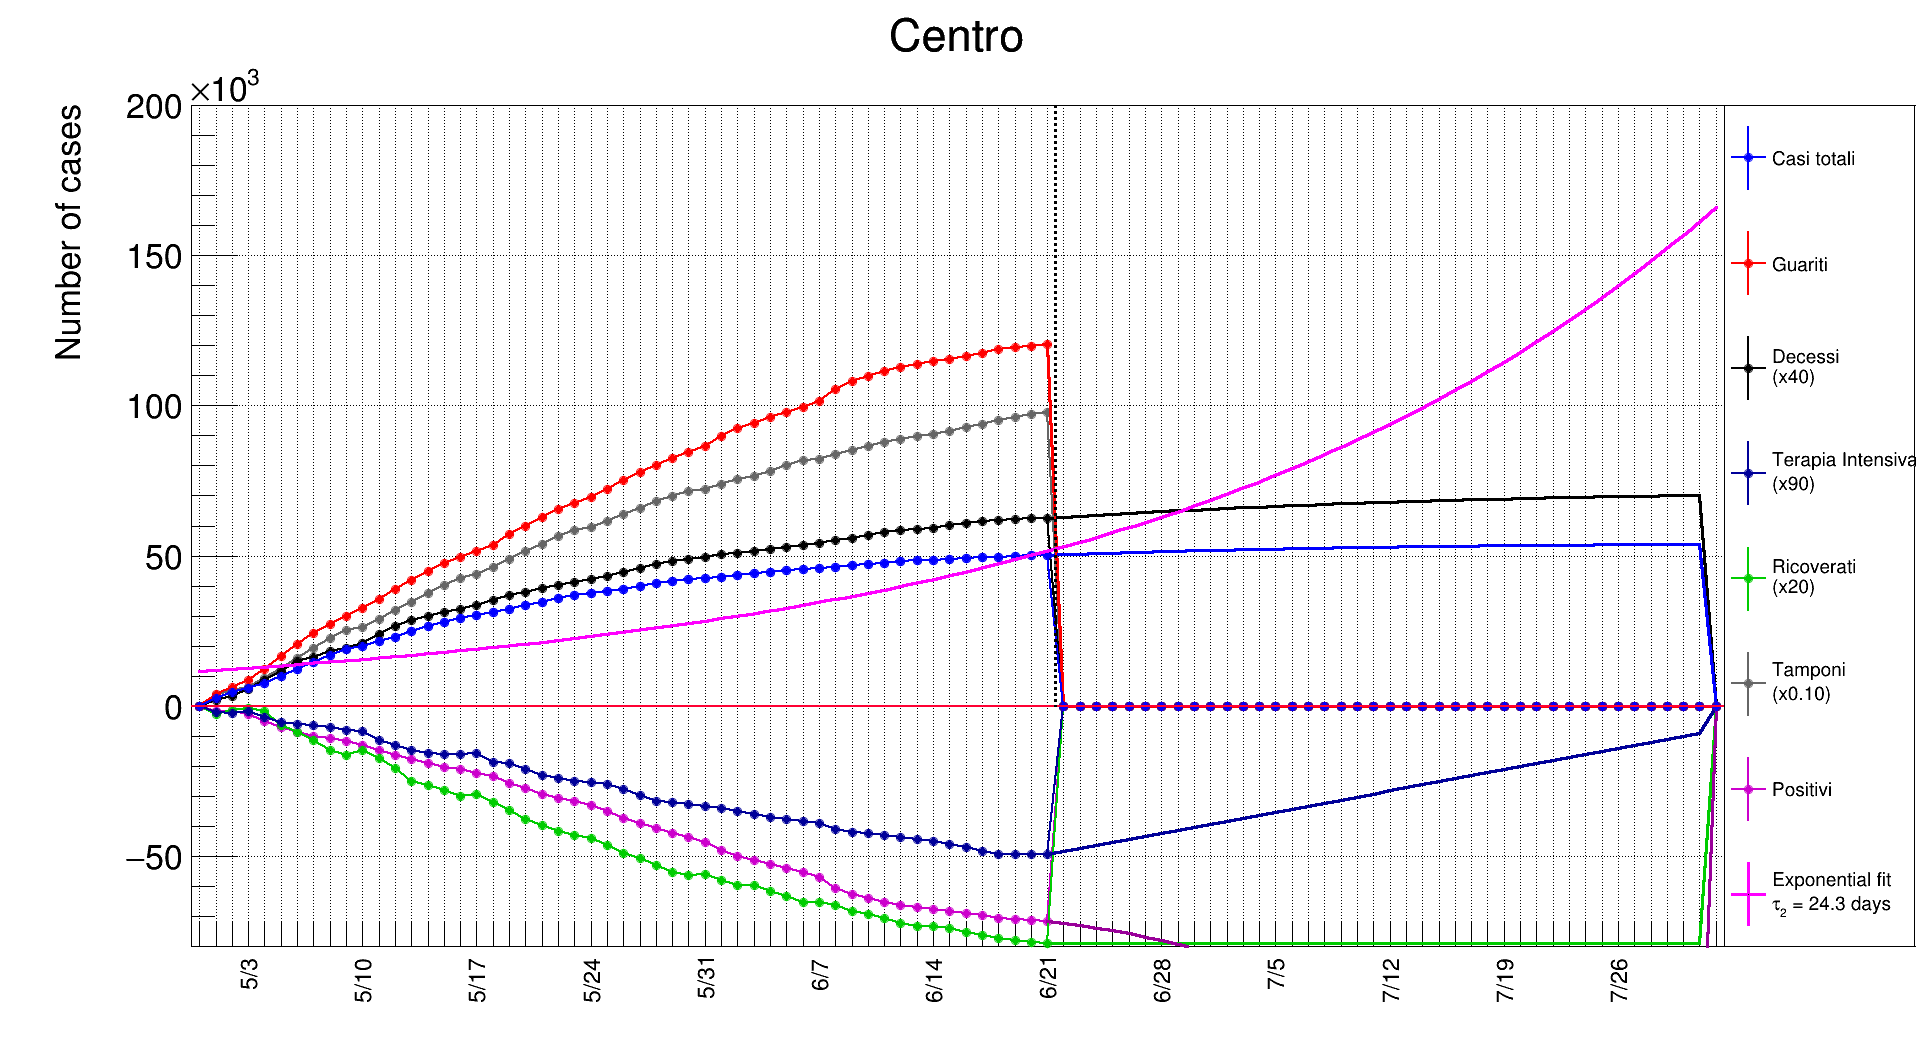 Centro
×10³
Number of cases
200
150
100
50
0
−50
5/3
5/10
5/17
5/24
5/31
6/7
6/14
6/21
6/28
7/5
7/12
7/19
7/26
Casi totali
Guariti
Decessi
(x40)
Terapia Intensiva
(x90)
Ricoverati
(x20)
Tamponi
(x0.10)
Positivi
Exponential fit
τ₂ = 24.3 days